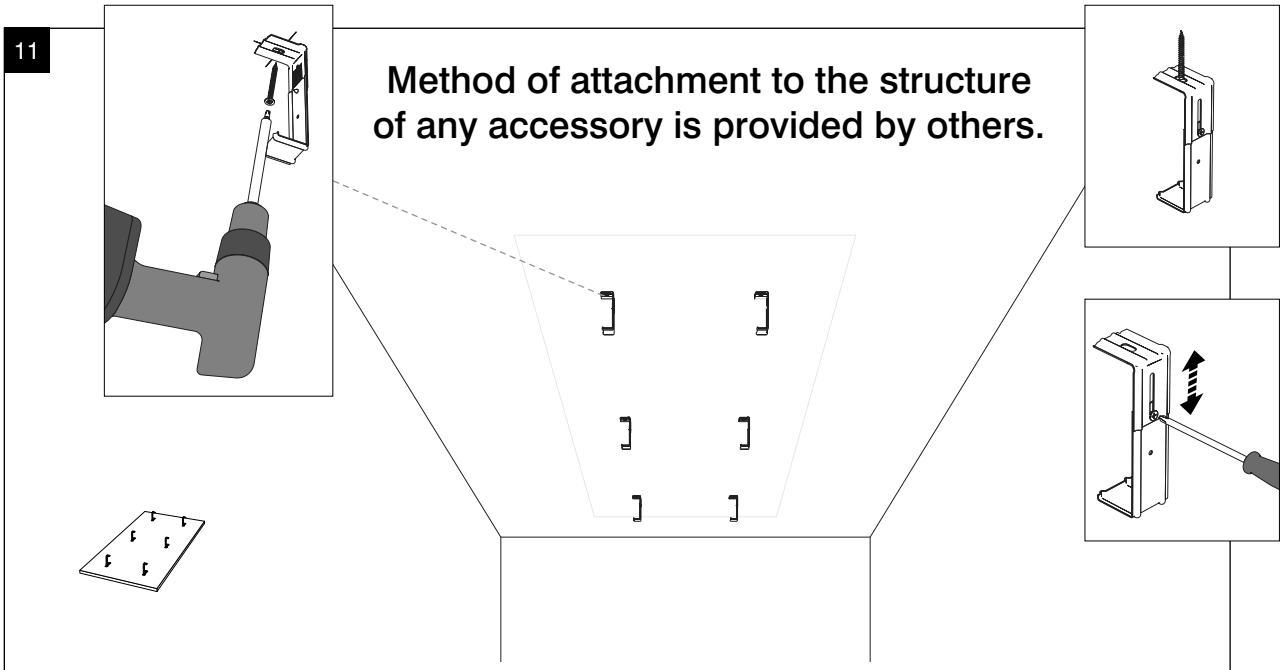 11
Method of attachment to the structure
of any accessory is provided by others.